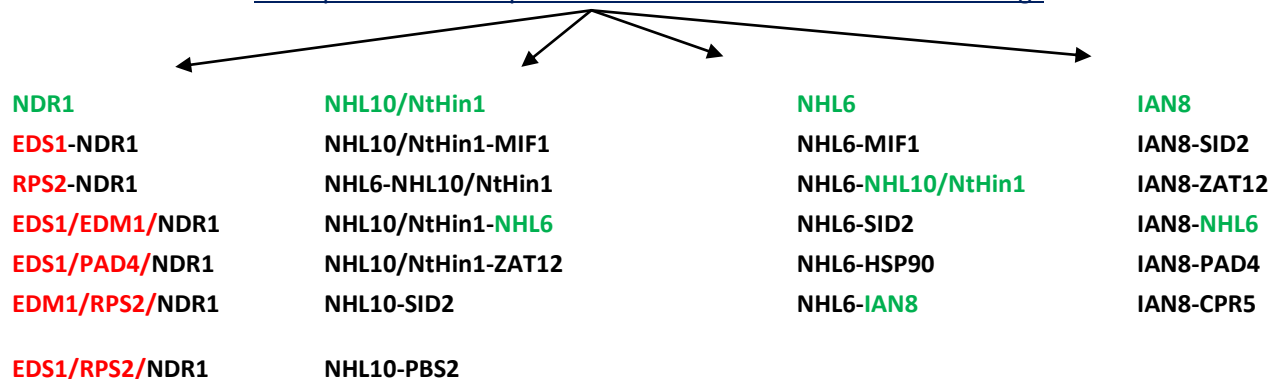 NDR1 NHL10/NtHin1 NHL6 IAN8
EDS1-NDR1 NHL10/NtHin1-MIF1 NHL6-MIF1 IAN8-SID2
RPS2-NDR1 NHL6-NHL10/NtHin1 NHL6-NHL10/NtHin1 IAN8-ZAT12
EDS1/EDM1/NDR1 NHL10/NtHin1-NHL6 NHL6-SID2 IAN8-NHL6
EDS1/PAD4/NDR1 NHL10/NtHin1-ZAT12 NHL6-HSP90 IAN8-PAD4
EDM1/RPS2/NDR1 NHL10-SID2 NHL6-IAN8 IAN8-CPR5
EDS1/RPS2/NDR1 NHL10-PBS2